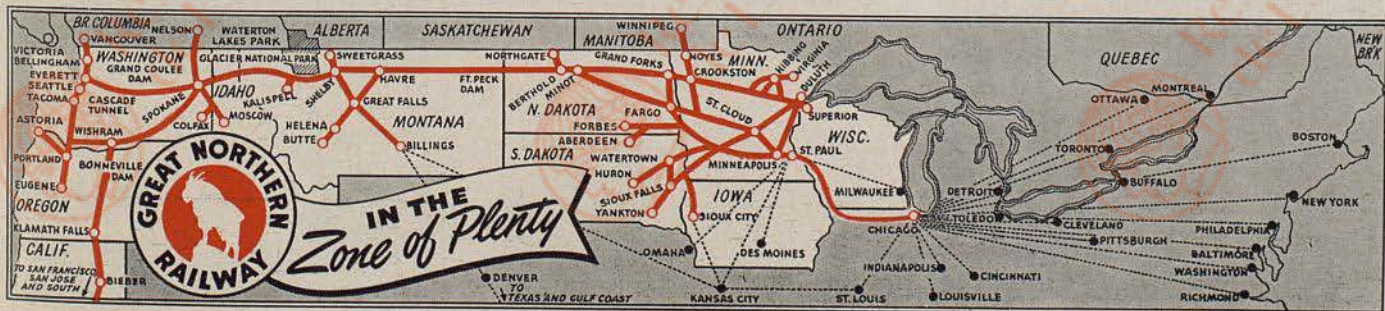 BR. COLUMBIA
NELSON
WATERTON
LAKES PARK
ALBERTA
SASKATCHEWAN
WINNIPEG
MANITOBA
ONTARIO
QUEBEC
NEW
BR'K
VANCOUVER
VICTORIA
BELLINGHAM
EVERETT
SEATTLE
TACOMA
WASHINGTON
GRAND COULEE
DAM
GLACIER NATIONAL PARK
SWEETGRASS
NORTHGATE
GRAND FORKS
NOYES
CROOKSTON
MINN.
HIBBING
VIRGINIA
DULUTH
SUPERIOR
IDAHO
KALISPELL
SHELBY
HAVRE
FT. PECK
DAM
BERTHOLD
MINOT
CASCADE
TUNNEL
SPOKANE
COLFAX
MOSCOW
GREAT FALLS
HELENA
BUTTE
MONTANA
BILLINGS
N. DAKOTA
FARGO
FORBES
ABERDEEN
S. DAKOTA
WATERTOWN
HURON
SIOUX FALLS
YANKTON
ST. CLOUD
MINNEAPOLIS
ST. PAUL
WISC.
IOWA
SIOUX CITY
MILWAUKEE
CHICAGO
ASTORIA
WISHRAM
PORTLAND
BONNEVILLE
DAM
EUGENE
OREGON
KLAMATH FALLS
CALIF.
TO SAN FRANCISCO,
SAN JOSE
AND SOUTH
BIEBER
GREAT NORTHERN
RAILWAY
IN THE
Zone of Plenty
DENVER
TO
TEXAS AND GULF COAST
OMAHA
DES MOINES
KANSAS CITY
ST. LOUIS
INDIANAPOLIS
CINCINNATI
LOUISVILLE
OTTAWA
MONTREAL
TORONTO
DETROIT
TOLEDO
BUFFALO
CLEVELAND
PITTSBURGH
BOSTON
NEW YORK
PHILADELPHIA
BALTIMORE
WASHINGTON
RICHMOND